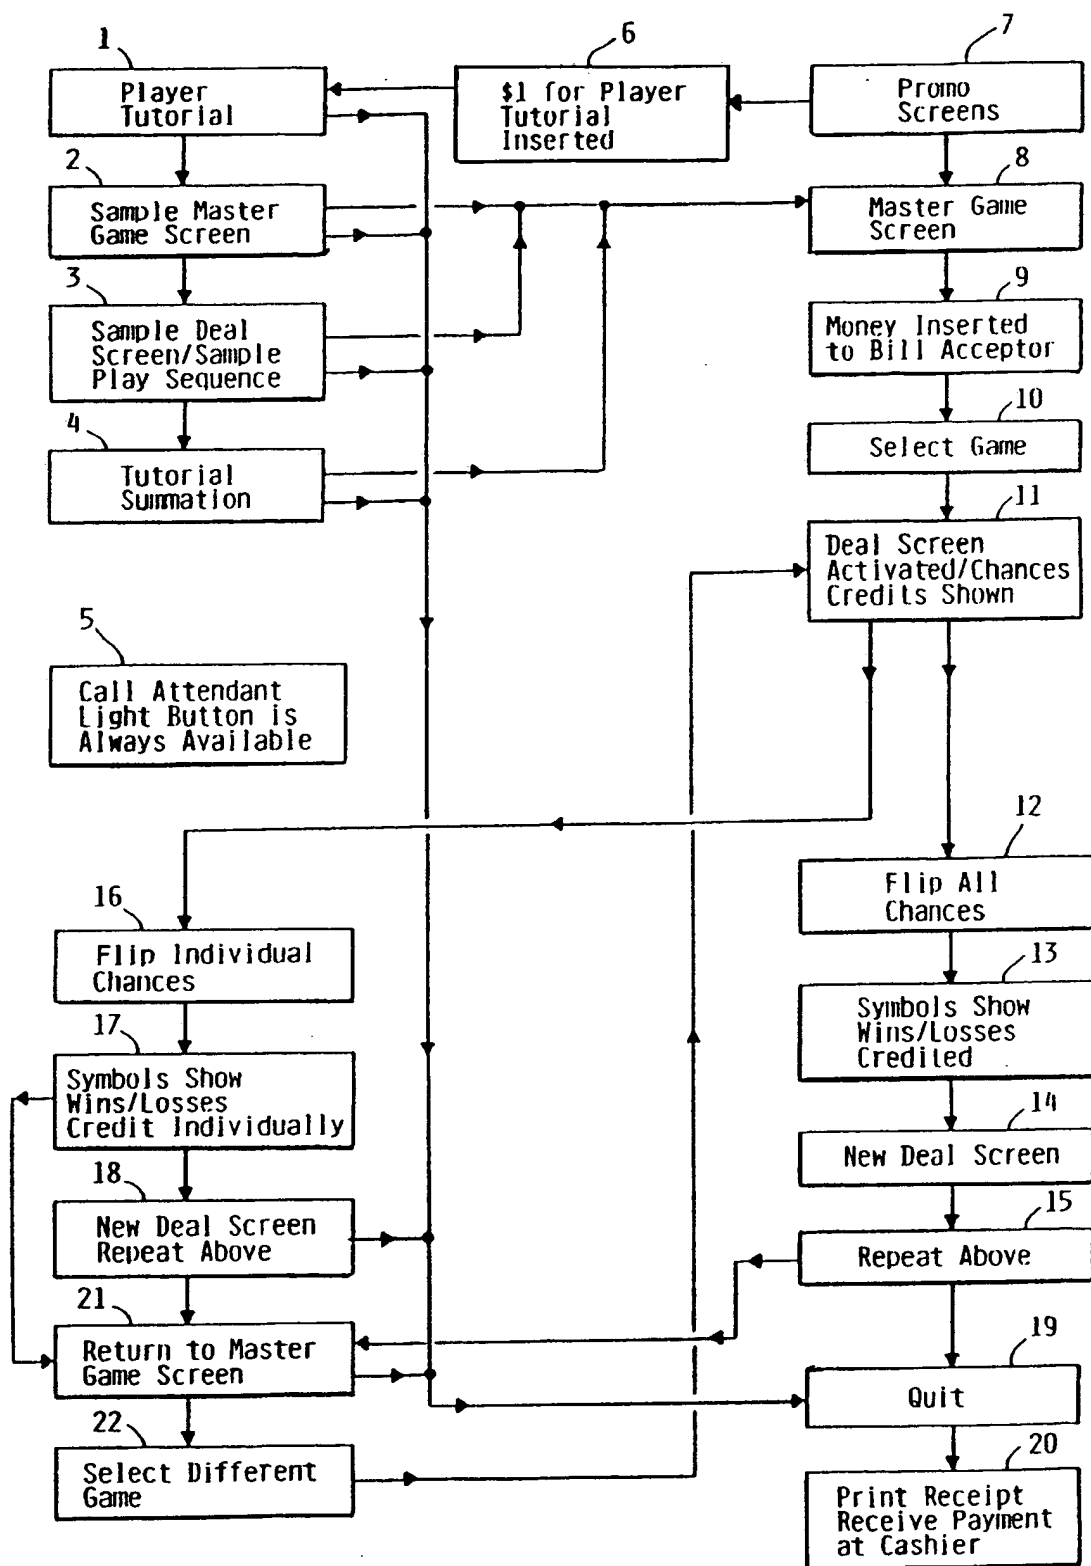 1
Player
Tutorial
6
$1 for Player
Tutorial
Inserted
7
Promo
Screens
2
Sample Master
Game Screen
8
Master Game
Screen
3
Sample Deal
Screen/Sample
Play Sequence
9
Money Inserted
to Bill Acceptor
10
Select Game
4
Tutorial
Summation
11
Deal Screen
Activated/Chances
Credits Shown
5
Call Attendant
Light Button is
Always Available
12
Flip All
Chances
16
Flip Individual
Chances
13
Symbols Show
Wins/Losses
Credited
17
Symbols Show
Wins/Losses
Credit Individually
14
New Deal Screen
18
New Deal Screen
Repeat Above
15
Repeat Above
21
Return to Master
Game Screen
19
Quit
22
Select Different
Game
20
Print Receipt
Receive Payment
at Cashier